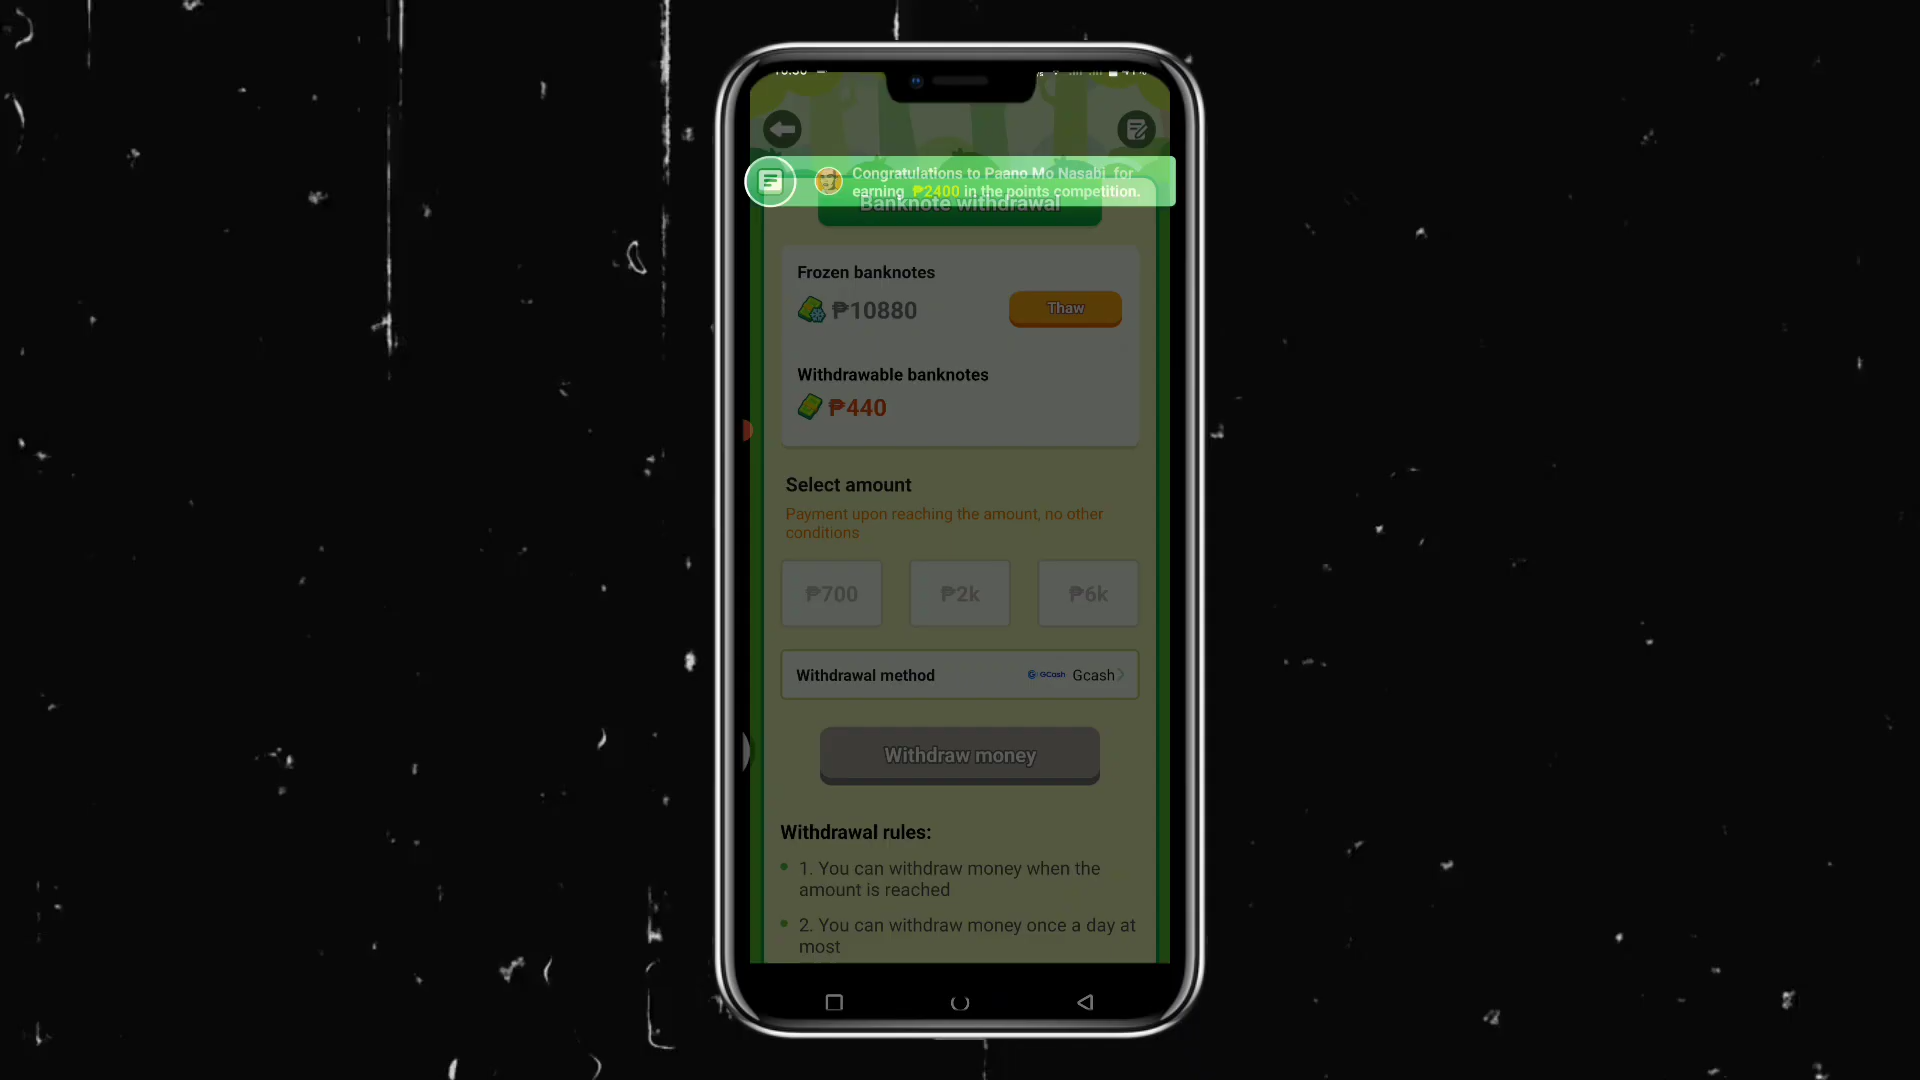 Congratulations to Paano Mo Nasabi for
earning ₱2400 in the points competition.
Banknote withdrawal
Frozen banknotes
₱10880
Thaw
Withdrawable banknotes
₱440
Select amount
Payment upon reaching the amount, no other
conditions
₱700 ₱2k ₱6k
Withdrawal method GCash Gcash
Withdraw money
Withdrawal rules:
1. You can withdraw money when the
amount is reached
2. You can withdraw money once a day at
most